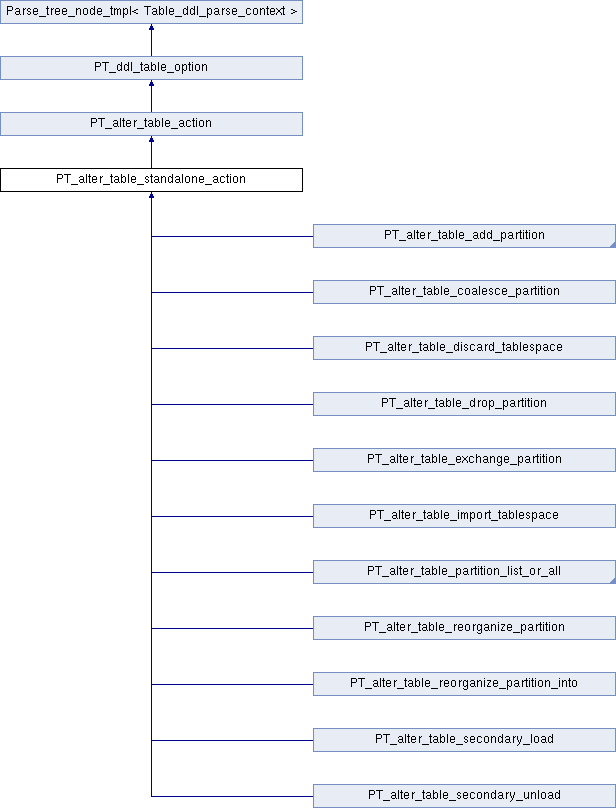 Parse_tree_node_tmpl< Table_ddl_parse_context >
PT_ddl_table_option
PT_alter_table_action
PT_alter_table_standalone_action
PT_alter_table_add_partition
PT_alter_table_coalesce_partition
PT_alter_table_discard_tablespace
PT_alter_table_drop_partition
PT_alter_table_exchange_partition
PT_alter_table_import_tablespace
PT_alter_table_partition_list_or_all
PT_alter_table_reorganize_partition
PT_alter_table_reorganize_partition_into
PT_alter_table_secondary_load
PT_alter_table_secondary_unload